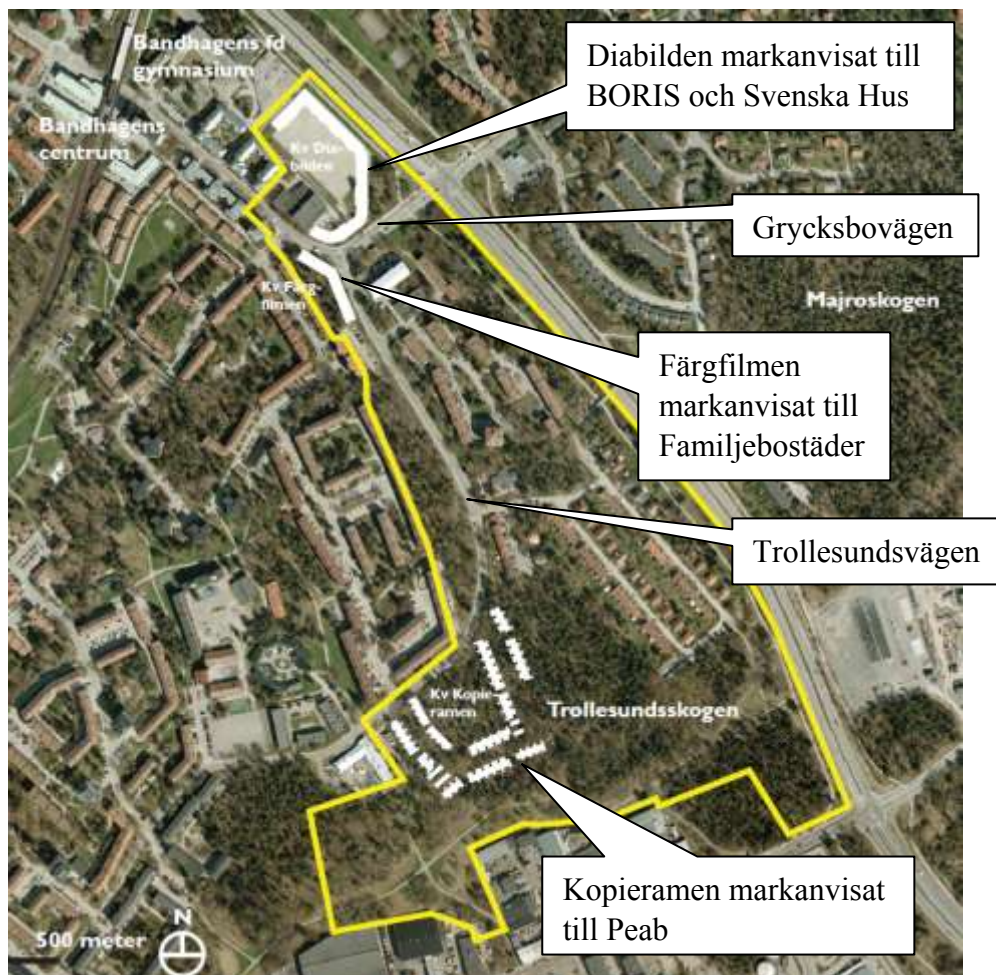 Bandhagens fd
gymnasium
Bandhagens
centrum
Kv Dia-
bilden
Diabilden markanvisat till
BORIS och Svenska Hus
Grycksbovägen
Kv Färg-
filmen
Majroskogen
Färgfilmen
markanvisat till
Familjebostäder
Trollesundsvägen
Kv Kopie-
ramen
Trollesundsskogen
Kopieramen markanvisat
till Peab
500 meter
N